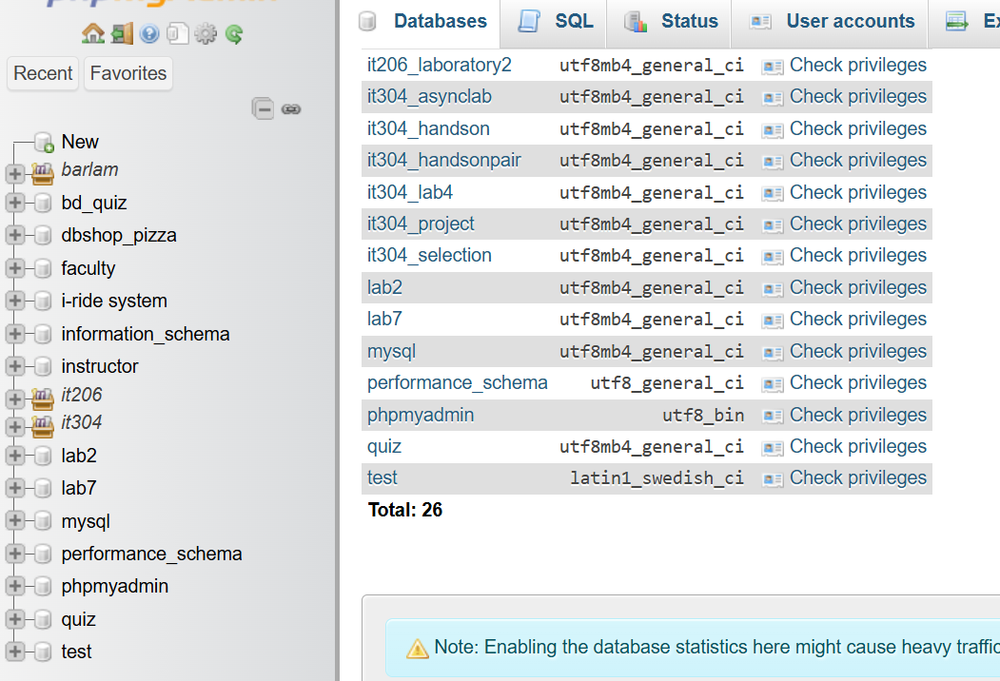 Recent
Favorites
New
barlam
bd_quiz
dbshop_pizza
faculty
i-ride system
information_schema
instructor
it206
it304
lab2
lab7
mysql
performance_schema
phpmyadmin
quiz
test
Databases SQL Status User accounts Ex
it206_laboratory2 utf8mb4_general_ci Check privileges
it304_asynclab utf8mb4_general_ci Check privileges
it304_handson utf8mb4_general_ci Check privileges
it304_handsonpair utf8mb4_general_ci Check privileges
it304_lab4 utf8mb4_general_ci Check privileges
it304_project utf8mb4_general_ci Check privileges
it304_selection utf8mb4_general_ci Check privileges
lab2 utf8mb4_general_ci Check privileges
lab7 utf8mb4_general_ci Check privileges
mysql utf8mb4_general_ci Check privileges
performance_schema utf8_general_ci Check privileges
phpmyadmin utf8_bin Check privileges
quiz utf8mb4_general_ci Check privileges
test latin1_swedish_ci Check privileges
Total: 26
Note: Enabling the database statistics here might cause heavy traffic